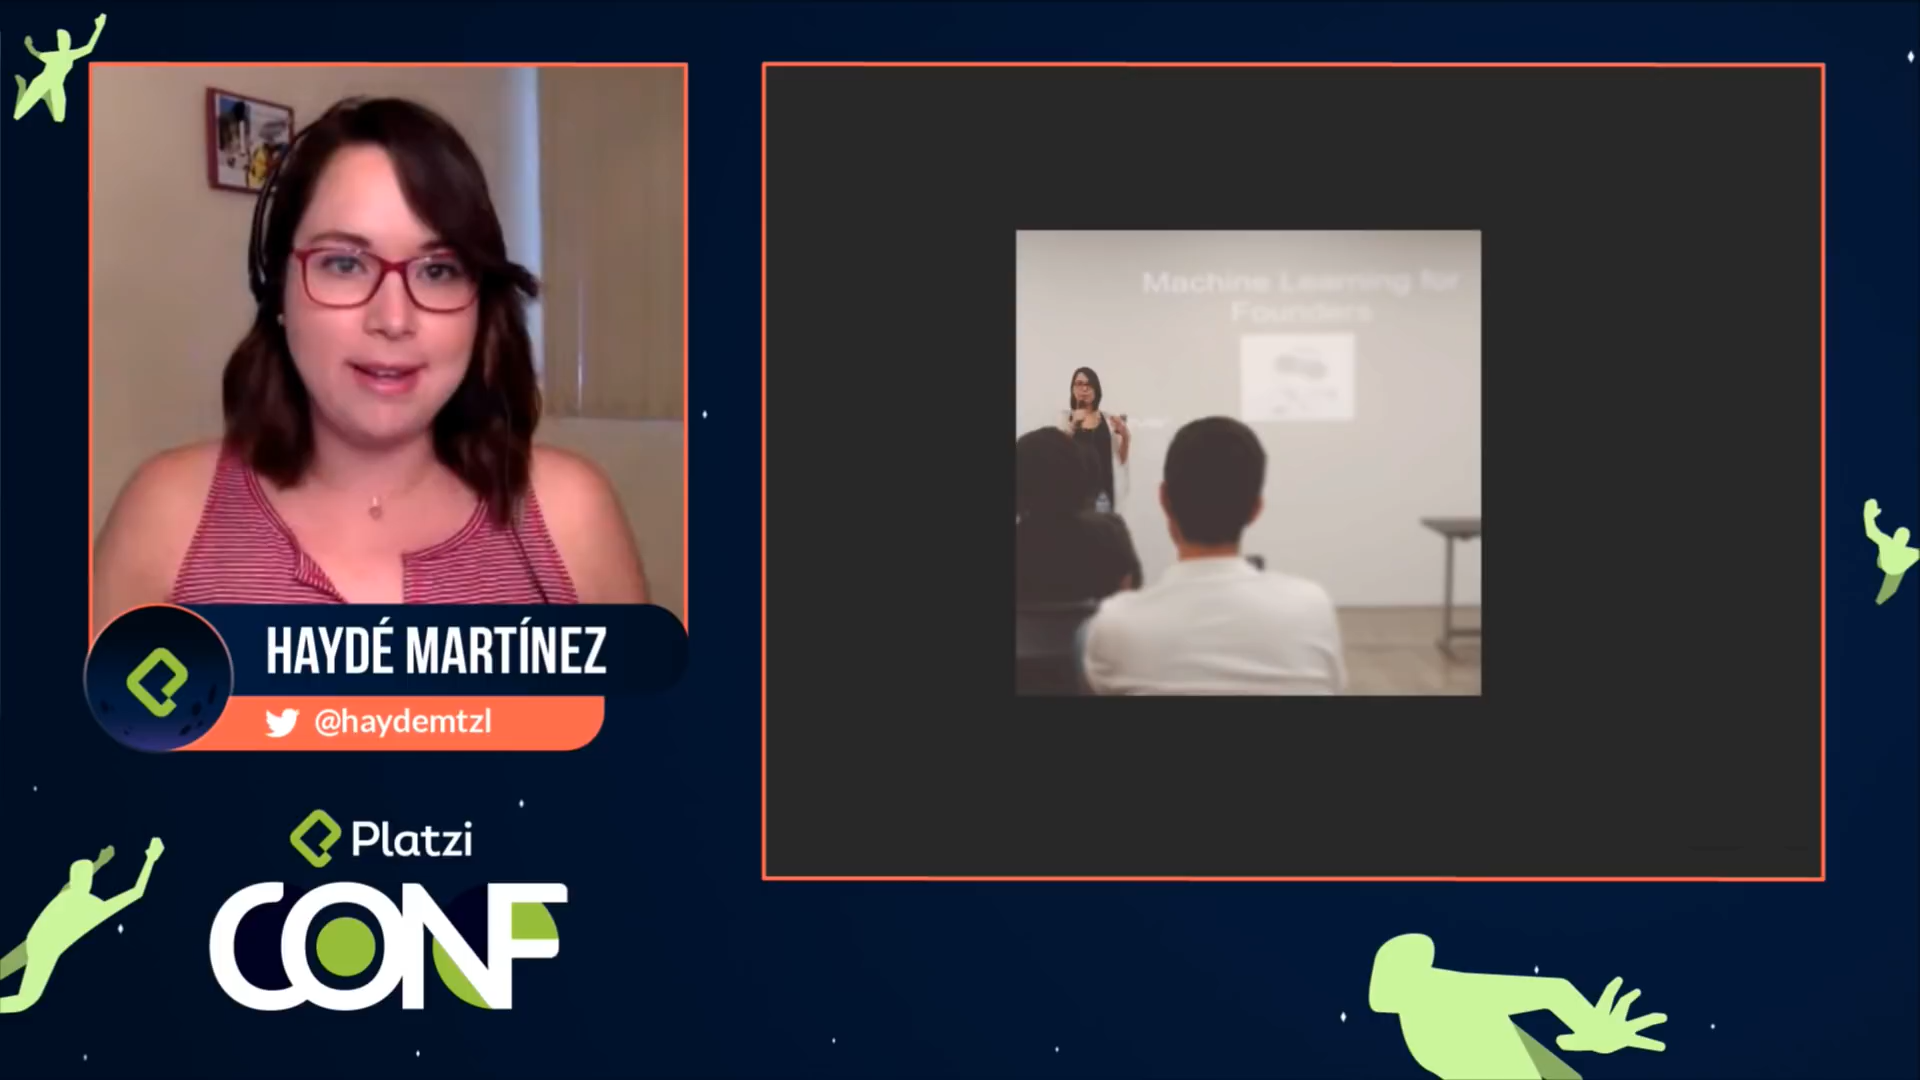 Machine Learning for
Founders
HAYDÉ MARTÍNEZ
@haydemtzl
Platzi
CONF